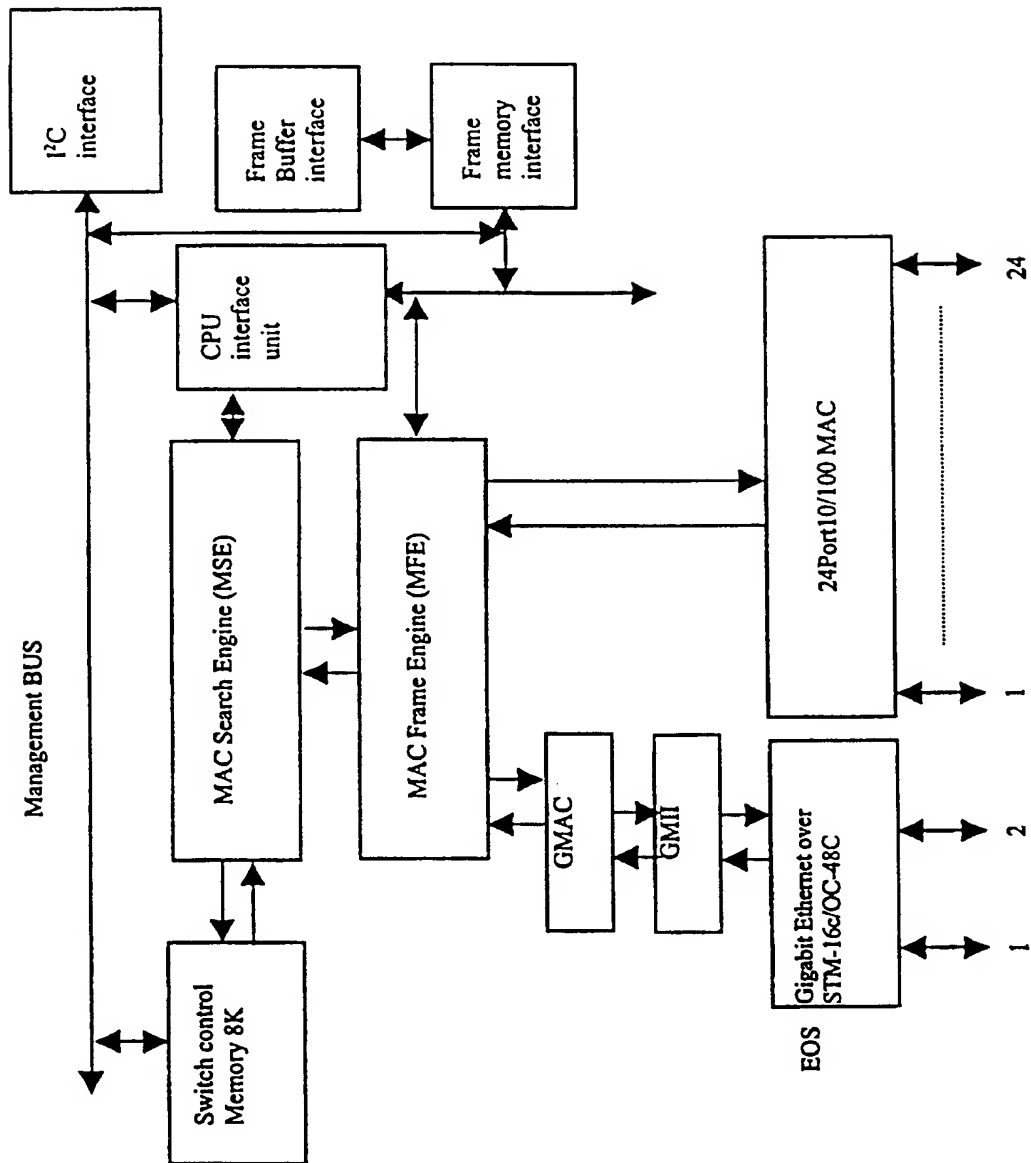 Management BUS
I²C
interface
Switch control
Memory 8K
MAC Search Engine (MSE)
CPU
interface
unit
Frame
Buffer
interface
MAC Frame Engine (MFE)
Frame
memory
interface
GMAC
GMII
EOS
Gigabit Ethernet over
STM-16c/OC-48C
24Port10/100 MAC
1
2
1
24